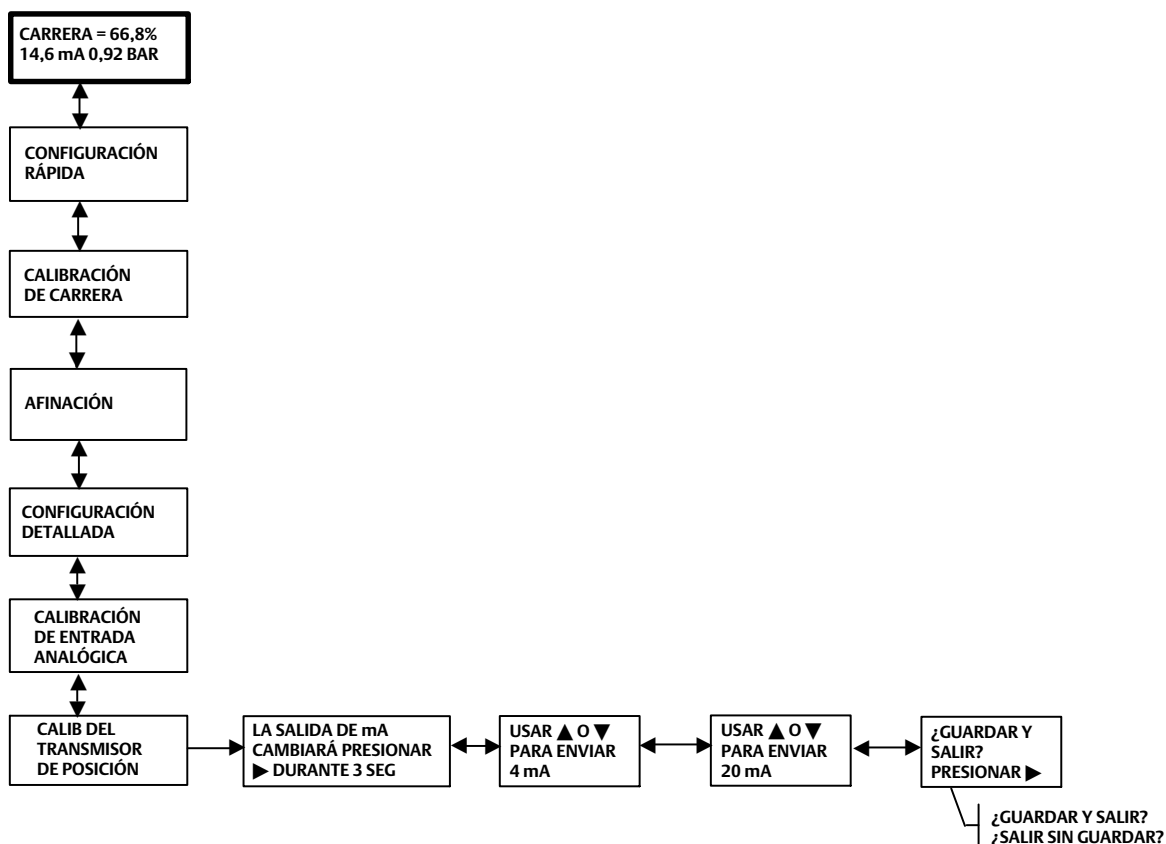 CARRERA = 66,8%
14,6 mA 0,92 BAR
CONFIGURACIÓN
RÁPIDA
CALIBRACIÓN
DE CARRERA
AFINACIÓN
CONFIGURACIÓN
DETALLADA
CALIBRACIÓN
DE ENTRADA
ANALÓGICA
CALIB DEL
TRANSMISOR
DE POSICIÓN
LA SALIDA DE mA
CAMBIARÁ PRESIONAR
▶ DURANTE 3 SEG
USAR ▲ O ▼
PARA ENVIAR
4 mA
USAR ▲ O ▼
PARA ENVIAR
20 mA
¿GUARDAR Y
SALIR?
PRESIONAR ▶
¿GUARDAR Y SALIR?
¿SALIR SIN GUARDAR?